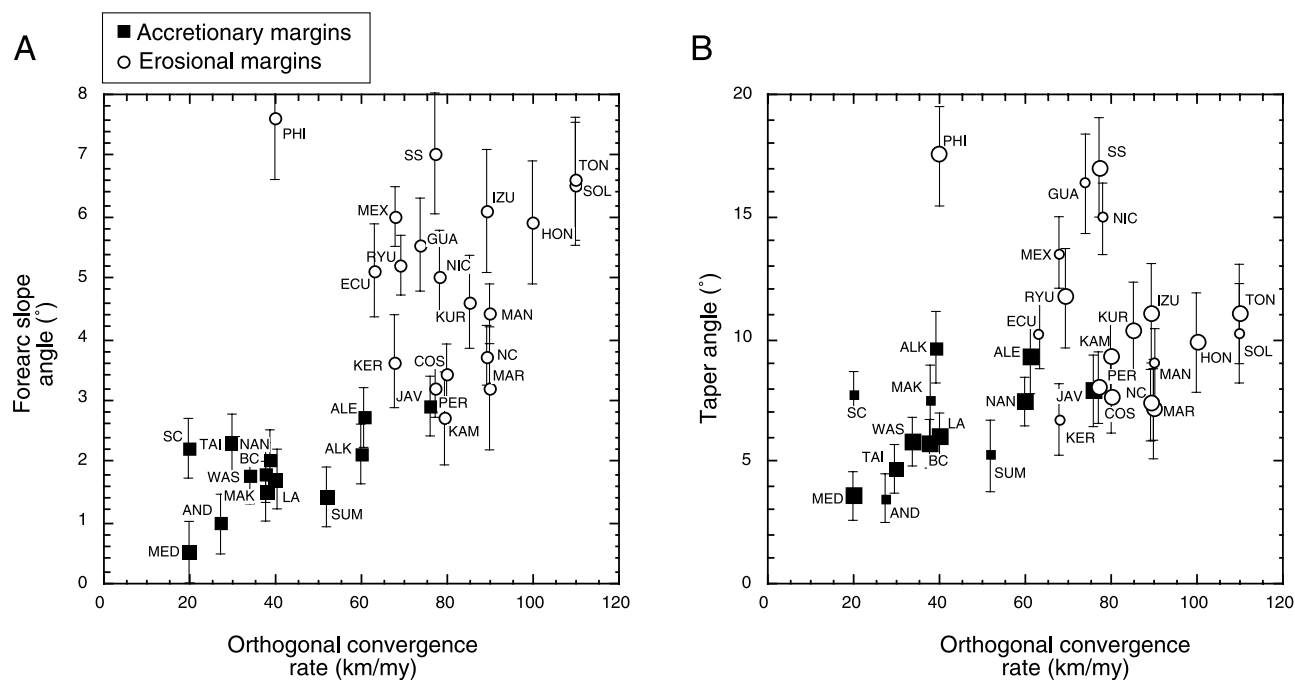 Accretionary margins
Erosional margins
A
8
7
6
5
4
3
2
1
0
0
20
40
60
80
100
120
Forearc slope
angle (°)
Orthogonal convergence
rate (km/my)
PHI
SS
TON
SOL
MEX
IZU
GUA
HON
RYU
NIC
ECU
KUR
MAN
KER
COS
NC
MAR
JAV
PER
KAM
ALE
SC
TAI
NAN
ALK
BC
WAS
MAK
LA
SUM
AND
MED
B
20
15
10
5
0
0
20
40
60
80
100
120
Taper angle (°)
Orthogonal convergence
rate (km/my)
PHI
SS
GUA
NIC
MEX
RYU
IZU
TON
ECU
KUR
ALK
ALE
KAM
HON
SOL
MAN
PER
MAK
SC
JAV
NC
NAN
COS
MAR
WAS
LA
KER
BC
TAI
SUM
MED
AND